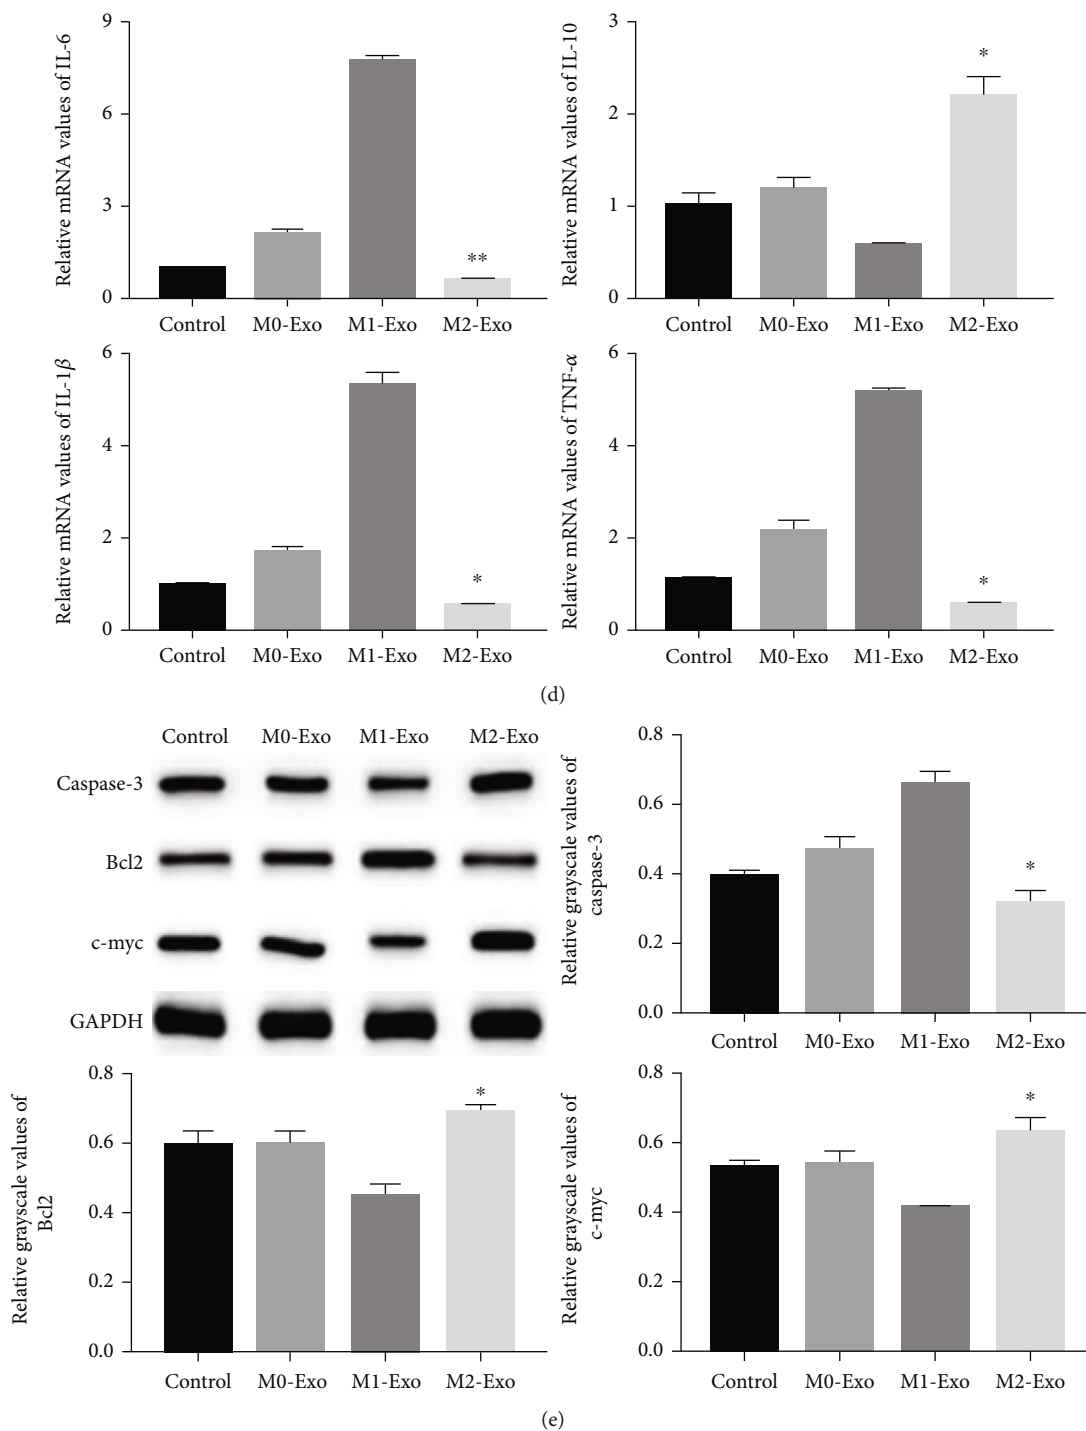 Relative mRNA values of IL-6
9
6
3
0
**
Control M0-Exo M1-Exo M2-Exo
Relative mRNA values of IL-10
3
2
1
0
*
Control M0-Exo M1-Exo M2-Exo
Relative mRNA values of IL-1β
6
4
2
0
*
Control M0-Exo M1-Exo M2-Exo
Relative mRNA values of TNF-α
6
4
2
0
*
Control M0-Exo M1-Exo M2-Exo
(d)
Control M0-Exo M1-Exo M2-Exo
Caspase-3
Bcl2
c-myc
GAPDH
Relative grayscale values of
caspase-3
0.8
0.6
0.4
0.2
0.0
*
Control M0-Exo M1-Exo M2-Exo
Relative grayscale values of
Bcl2
0.8
0.6
0.4
0.2
0.0
*
Control M0-Exo M1-Exo M2-Exo
Relative grayscale values of
c-myc
0.8
0.6
0.4
0.2
0.0
*
Control M0-Exo M1-Exo M2-Exo
(e)